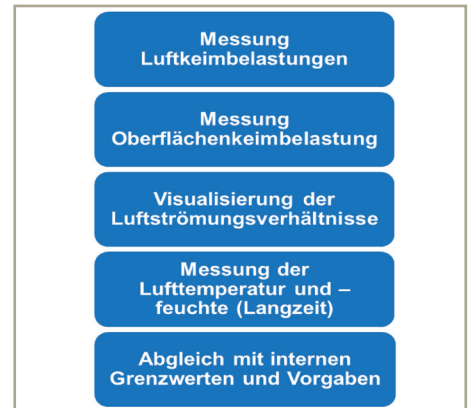 Messung
Luftkeimbelastungen
Messung
Oberflächenkeimbelastung
Visualisierung der
Luftströmungsverhältnisse
Messung der
Lufttemperatur und –
feuchte (Langzeit)
Abgleich mit internen
Grenzwerten und Vorgaben